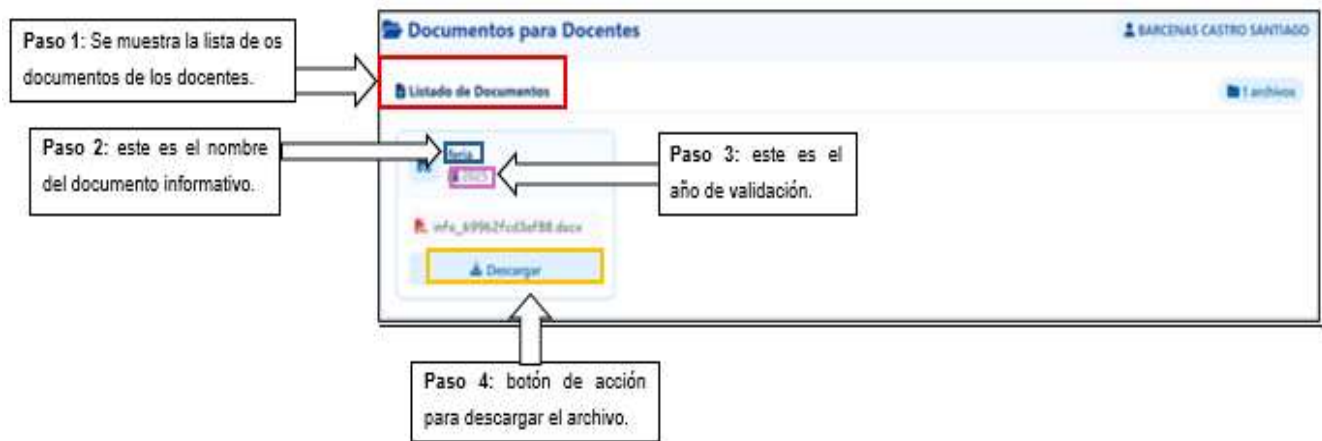 Paso 1: Se muestra la lista de os
documentos de los docentes.
Documentos para Docentes
BARCENAS CASTRO SANTIAGO
Listado de Documentos
1 archivos
Paso 2: este es el nombre
del documento informativo.
feria
2025
Paso 3: este es el
año de validación.
Descargar
Paso 4: botón de acción
para descargar el archivo.